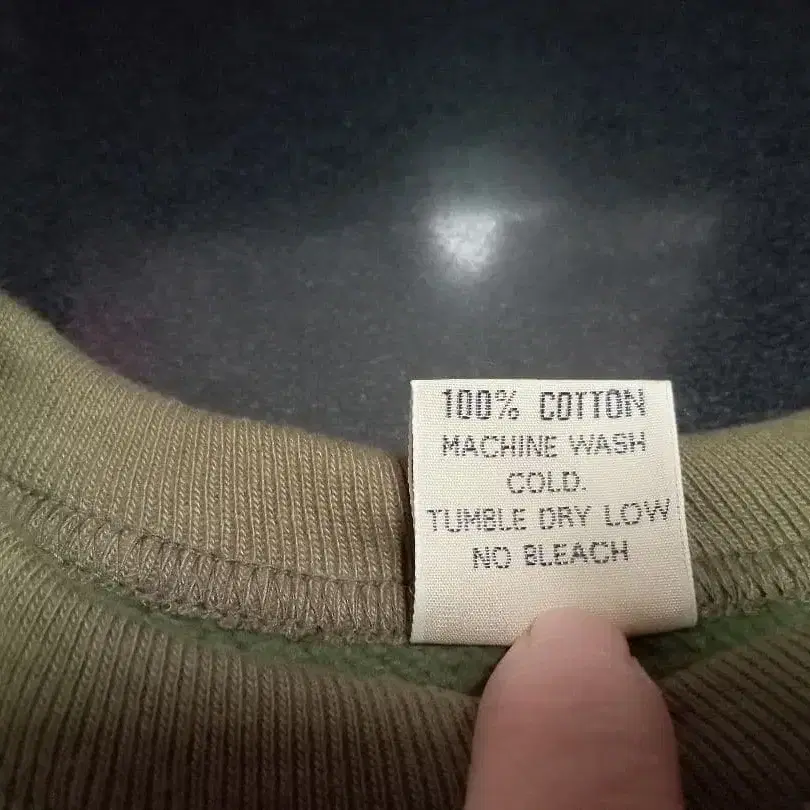 100% COTTON
MACHINE WASH
COLD.
TUMBLE DRY LOW
NO BLEACH